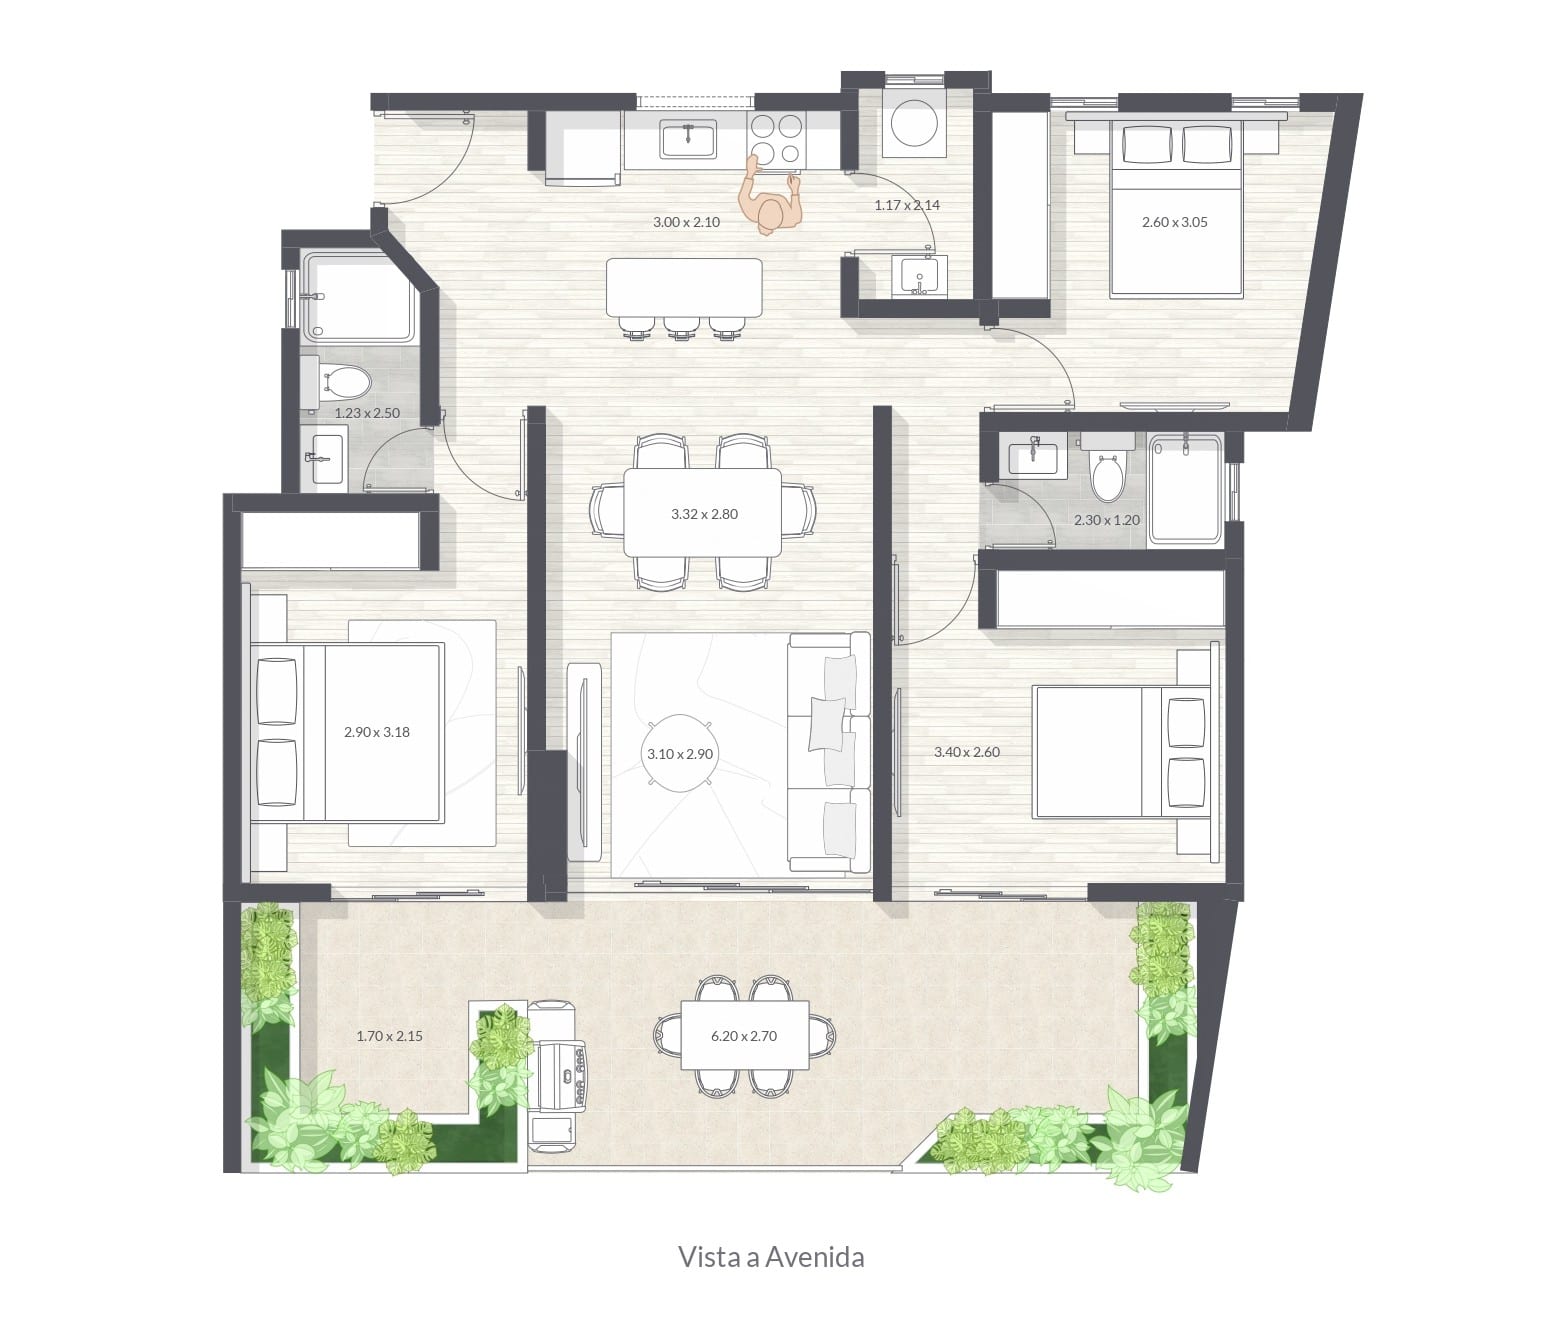 3.00 x 2.10
1.17 x 2.14
2.60 x 3.05
1.23 x 2.50
3.32 x 2.80
2.30 x 1.20
2.90 x 3.18
3.10 x 2.90
3.40 x 2.60
1.70 x 2.15
6.20 x 2.70
Vista a Avenida